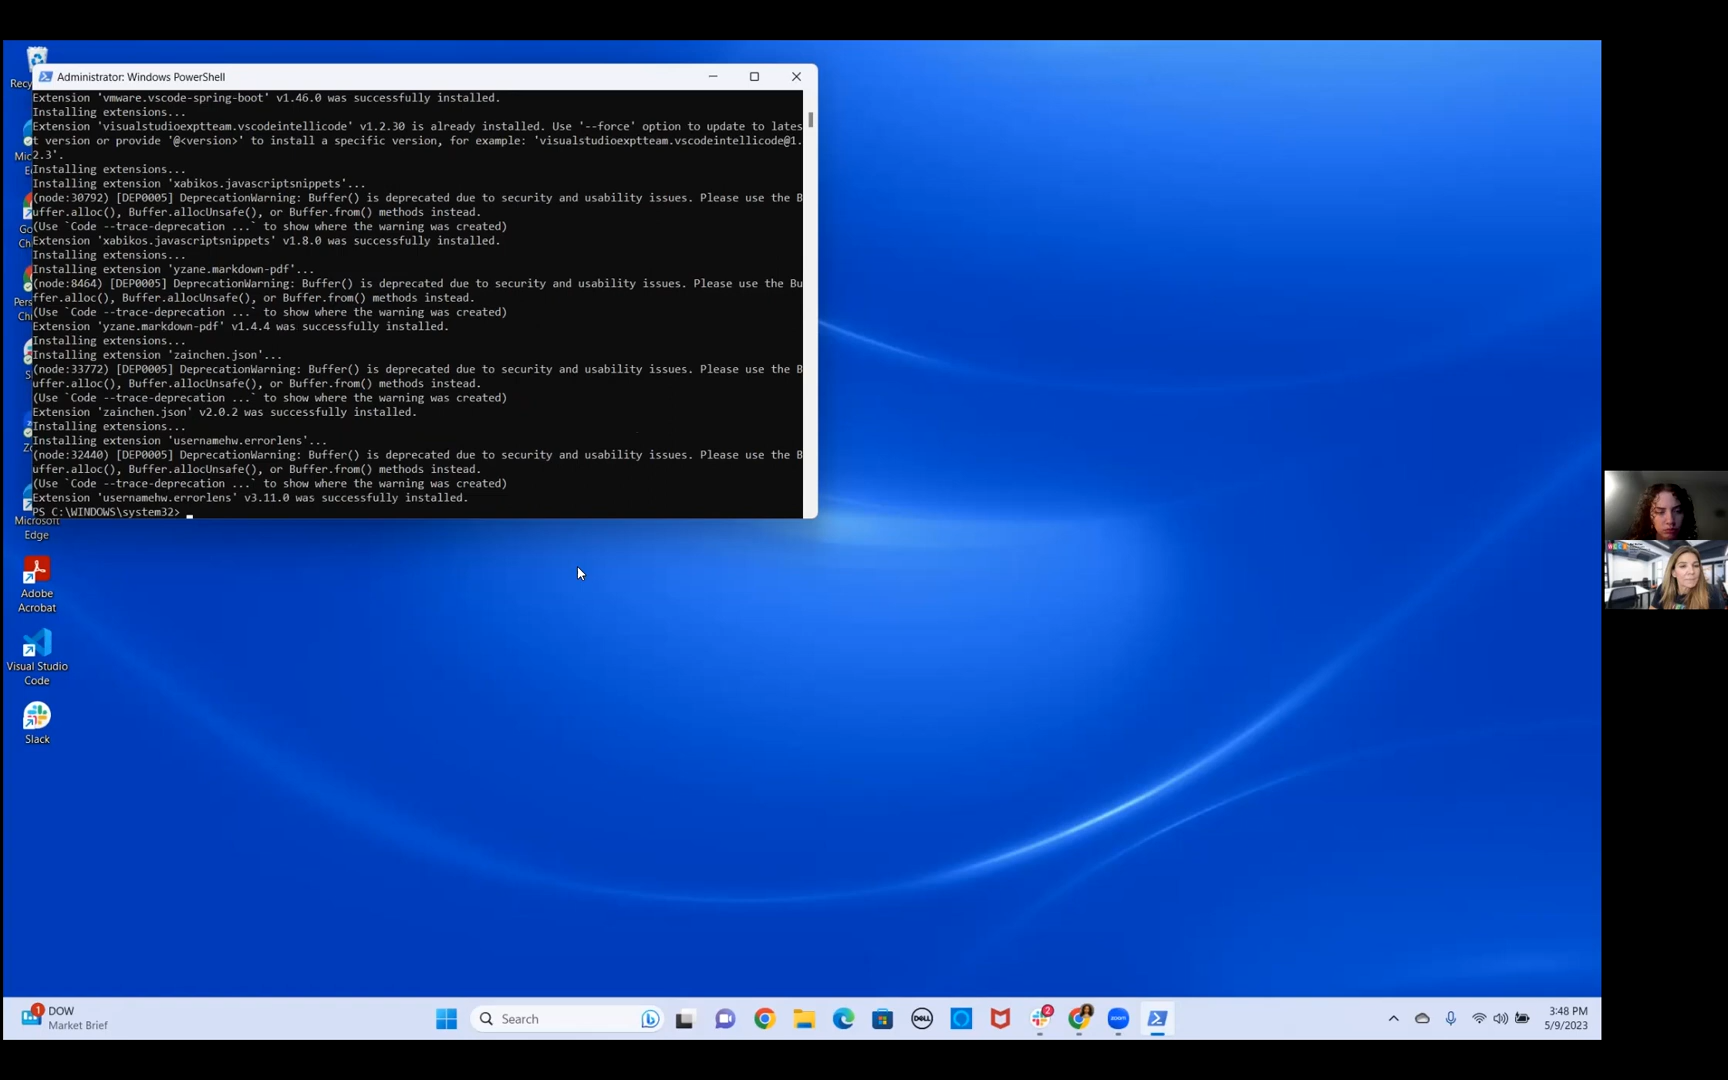 Administrator: Windows PowerShell
Extension 'vmware.vscode-spring-boot' v1.46.0 was successfully installed.
Installing extensions...
Extension 'visualstudioexptteam.vscodeintellicode' v1.2.30 is already installed. Use '--force' option to update to lates
t version or provide '@<version>' to install a specific version, for example: 'visualstudioexptteam.vscodeintellicode@1.
2.3'.
Installing extensions...
Installing extension 'xabikos.javascriptsnippets'...
(node:30792) [DEP0005] DeprecationWarning: Buffer() is deprecated due to security and usability issues. Please use the B
uffer.alloc(), Buffer.allocUnsafe(), or Buffer.from() methods instead.
(Use `Code --trace-deprecation ...` to show where the warning was created)
Extension 'xabikos.javascriptsnippets' v1.8.0 was successfully installed.
Installing extensions...
Installing extension 'yzane.markdown-pdf'...
(node:8464) [DEP0005] DeprecationWarning: Buffer() is deprecated due to security and usability issues. Please use the Bu
ffer.alloc(), Buffer.allocUnsafe(), or Buffer.from() methods instead.
(Use `Code --trace-deprecation ...` to show where the warning was created)
Extension 'yzane.markdown-pdf' v1.4.4 was successfully installed.
Installing extensions...
Installing extension 'zainchen.json'...
(node:33772) [DEP0005] DeprecationWarning: Buffer() is deprecated due to security and usability issues. Please use the B
uffer.alloc(), Buffer.allocUnsafe(), or Buffer.from() methods instead.
(Use `Code --trace-deprecation ...` to show where the warning was created)
Extension 'zainchen.json' v2.0.2 was successfully installed.
Installing extensions...
Installing extension 'usernamehw.errorlens'...
(node:32440) [DEP0005] DeprecationWarning: Buffer() is deprecated due to security and usability issues. Please use the B
uffer.alloc(), Buffer.allocUnsafe(), or Buffer.from() methods instead.
(Use `Code --trace-deprecation ...` to show where the warning was created)
Extension 'usernamehw.errorlens' v3.11.0 was successfully installed.
PS C:\WINDOWS\system32>
Microsoft
Edge
Adobe
Acrobat
Visual Studio
Code
Slack
1
DOW
Market Brief
Search
DELL
2
zoom
3:48 PM
5/9/2023